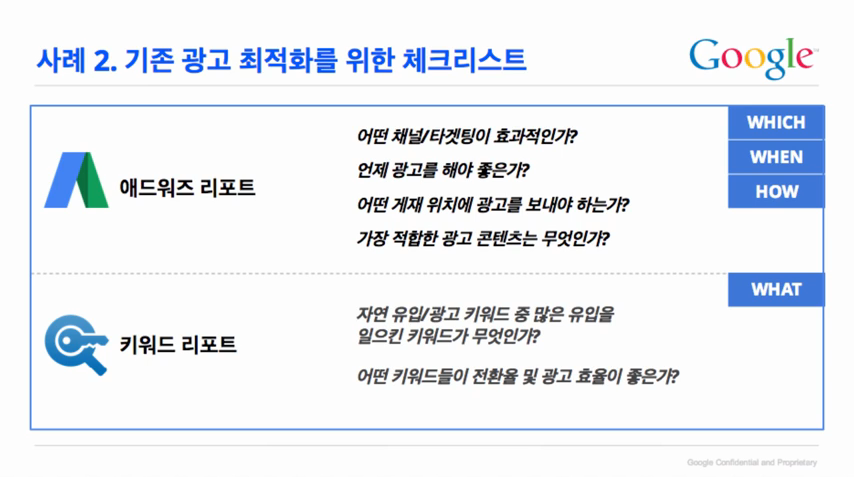 사례 2. 기존 광고 최적화를 위한 체크리스트
Google
애드워즈 리포트
어떤 채널/타겟팅이 효과적인가?
언제 광고를 해야 좋은가?
어떤 게재 위치에 광고를 보내야 하는가?
가장 적합한 광고 콘텐츠는 무엇인가?
WHICH
WHEN
HOW
WHAT
키워드 리포트
자연 유입/광고 키워드 중 많은 유입을
일으킨 키워드가 무엇인가?
어떤 키워드들이 전환율 및 광고 효율이 좋은가?
Google Confidential and Proprietary